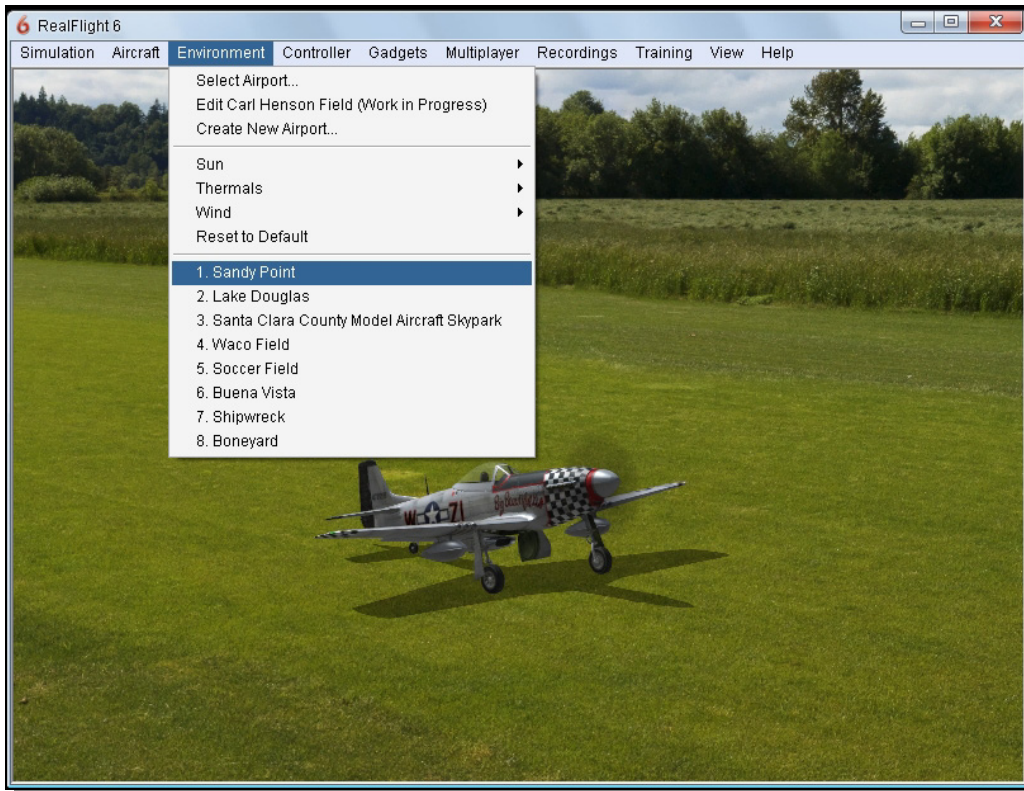 6 RealFlight 6
Simulation Aircraft Environment Controller Gadgets Multiplayer Recordings Training View Help
Select Airport...
Edit Carl Henson Field (Work in Progress)
Create New Airport...
Sun
Thermals
Wind
Reset to Default
1. Sandy Point
2. Lake Douglas
3. Santa Clara County Model Aircraft Skypark
4. Waco Field
5. Soccer Field
6. Buena Vista
7. Shipwreck
8. Boneyard
W ZI